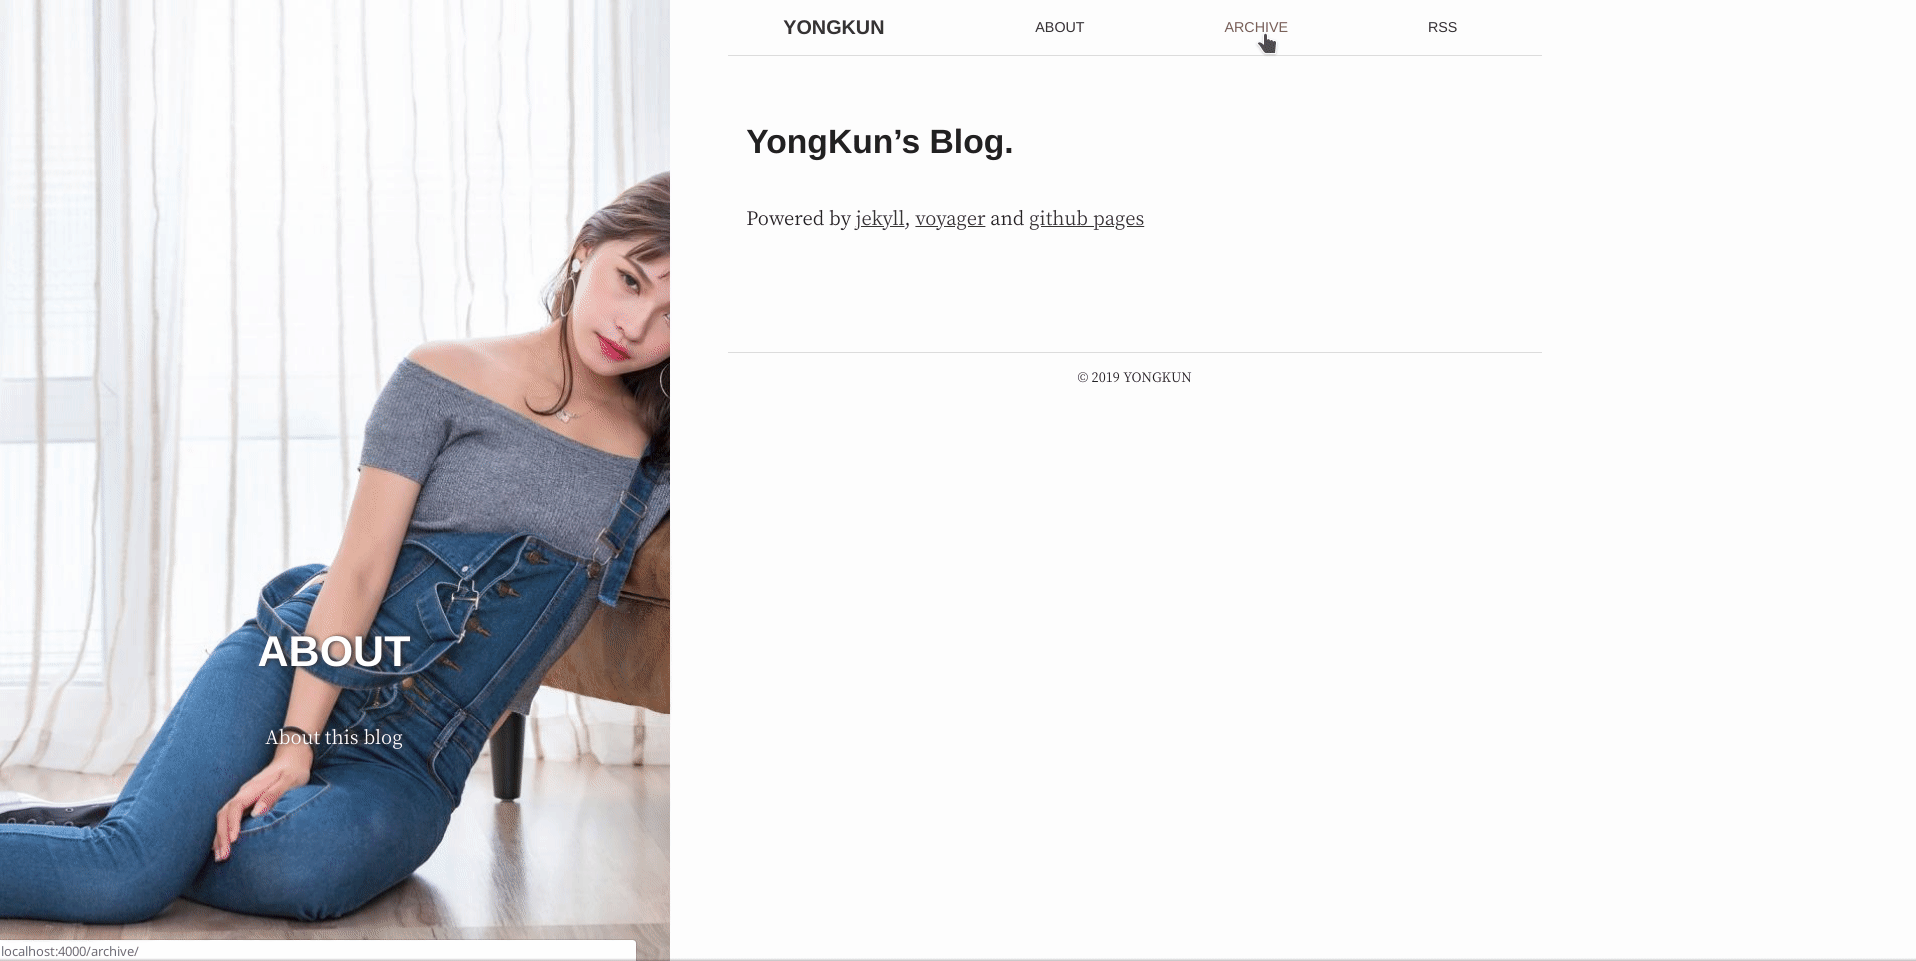 YONGKUN ABOUT ARCHIVE RSS
YongKun’s Blog.
Powered by jekyll, voyager and github pages
© 2019 YONGKUN
ABOUT
About this blog
localhost:4000/archive/